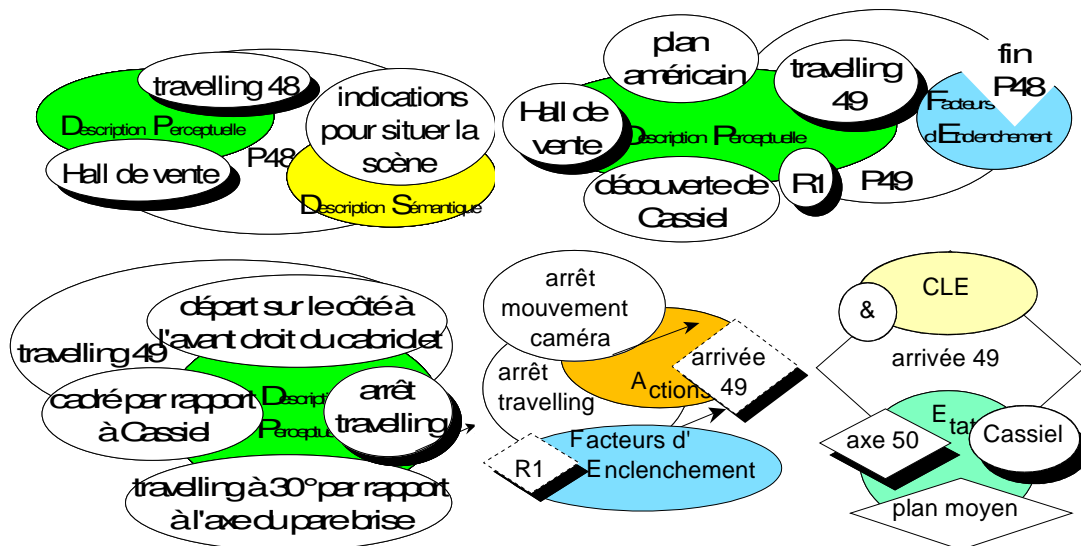 travelling 48
Description Perceptuelle
Hall de vente
P48
indications
pour situer la
scène
Description Sémantique
plan
américain
travelling
49
fin
P48
Hall de
vente
Description Perceptuelle
Facteurs
d'Enclenchement
découverte de
Cassiel
R1
P49
départ sur le côté à
l'avant droit du cabriolet
travelling 49
cadré par rapport
à Cassiel
arrêt
travelling
travelling à 30° par rapport
à l'axe du pare brise
arrêt
mouvement
caméra
arrêt
travelling
Actions
arrivée
49
Facteurs d'
Enclenchement
R1
CLE
&
arrivée 49
Etat
axe 50
Cassiel
plan moyen